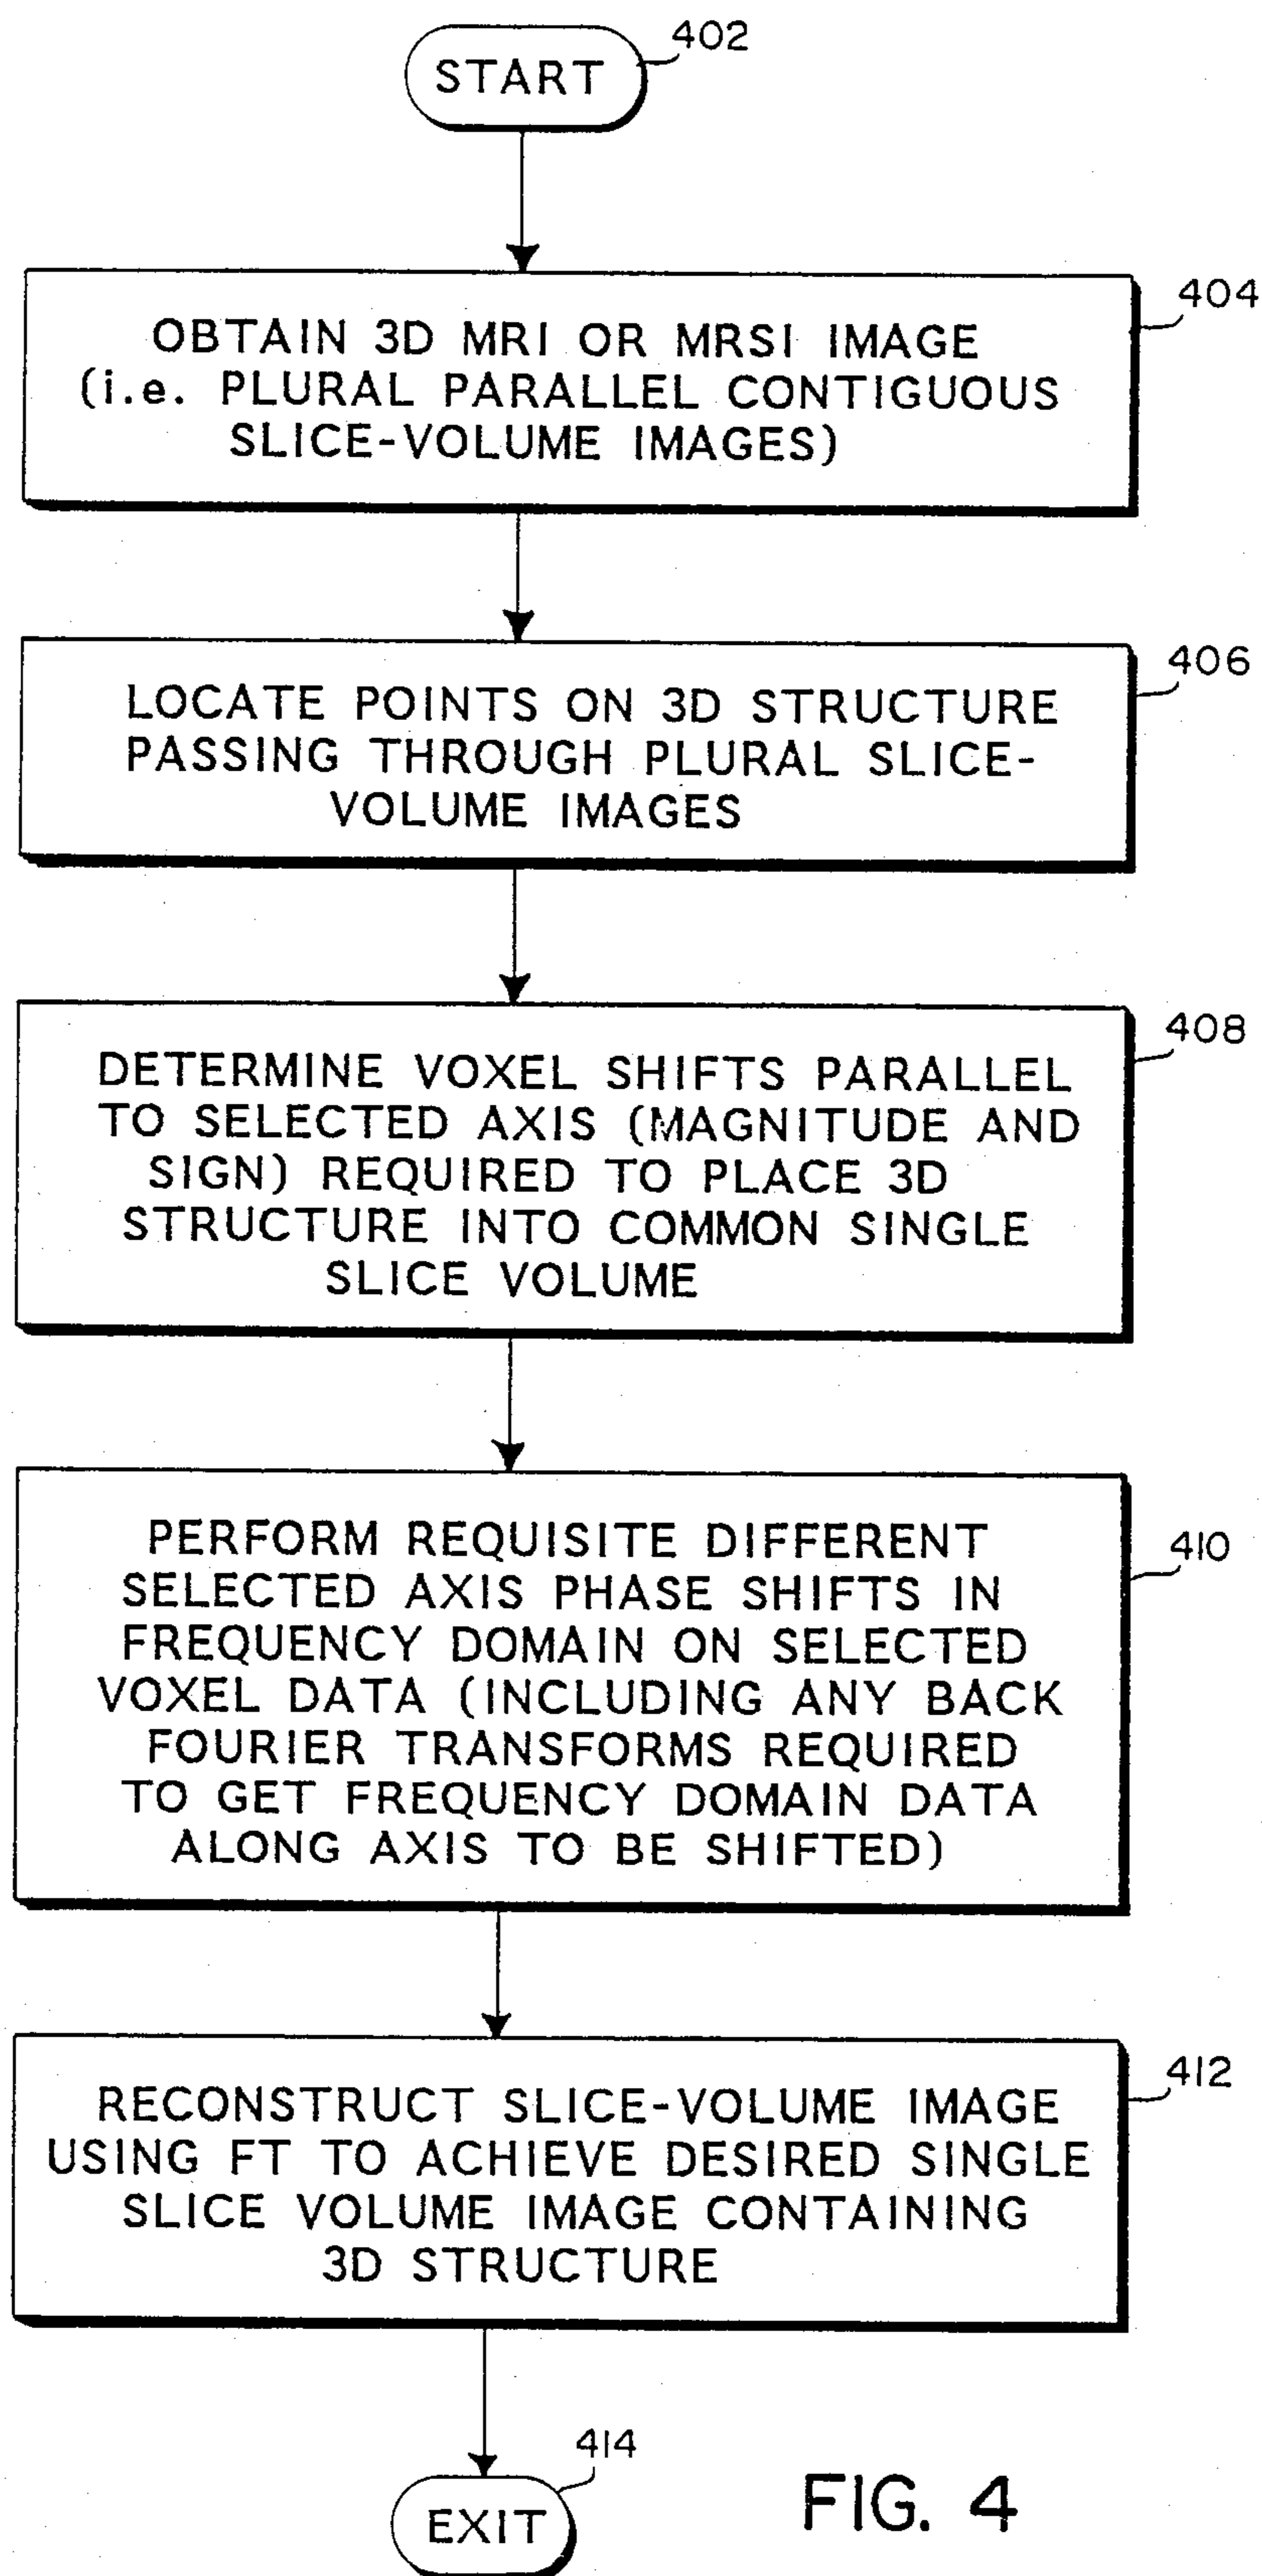 START
402
OBTAIN 3D MRI OR MRSI IMAGE
(i.e. PLURAL PARALLEL CONTIGUOUS
SLICE-VOLUME IMAGES)
404
LOCATE POINTS ON 3D STRUCTURE
PASSING THROUGH PLURAL SLICE-
VOLUME IMAGES
406
DETERMINE VOXEL SHIFTS PARALLEL
TO SELECTED AXIS (MAGNITUDE AND
SIGN) REQUIRED TO PLACE 3D
STRUCTURE INTO COMMON SINGLE
SLICE VOLUME
408
PERFORM REQUISITE DIFFERENT
SELECTED AXIS PHASE SHIFTS IN
FREQUENCY DOMAIN ON SELECTED
VOXEL DATA (INCLUDING ANY BACK
FOURIER TRANSFORMS REQUIRED
TO GET FREQUENCY DOMAIN DATA
ALONG AXIS TO BE SHIFTED)
410
RECONSTRUCT SLICE-VOLUME IMAGE
USING FT TO ACHIEVE DESIRED SINGLE
SLICE VOLUME IMAGE CONTAINING
3D STRUCTURE
412
EXIT
414
FIG. 4